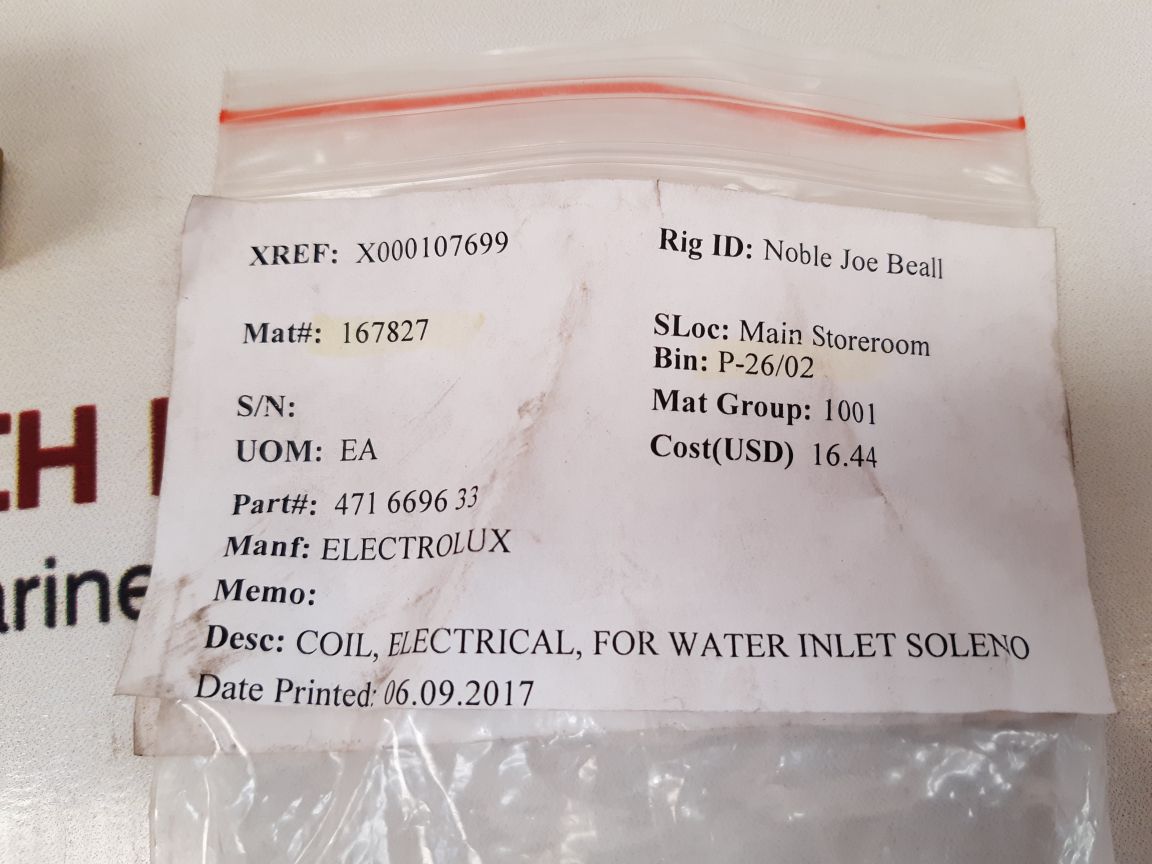 XREF: X000107699
Rig ID: Noble Joe Beall
Mat#: 167827
SLoc: Main Storeroom
Bin: P-26/02
S/N:
Mat Group: 1001
UOM: EA
Cost(USD) 16.44
Part#: 471 6696 33
Manf: ELECTROLUX
Memo:
Desc: COIL, ELECTRICAL, FOR WATER INLET SOLENO
Date Printed: 06.09.2017